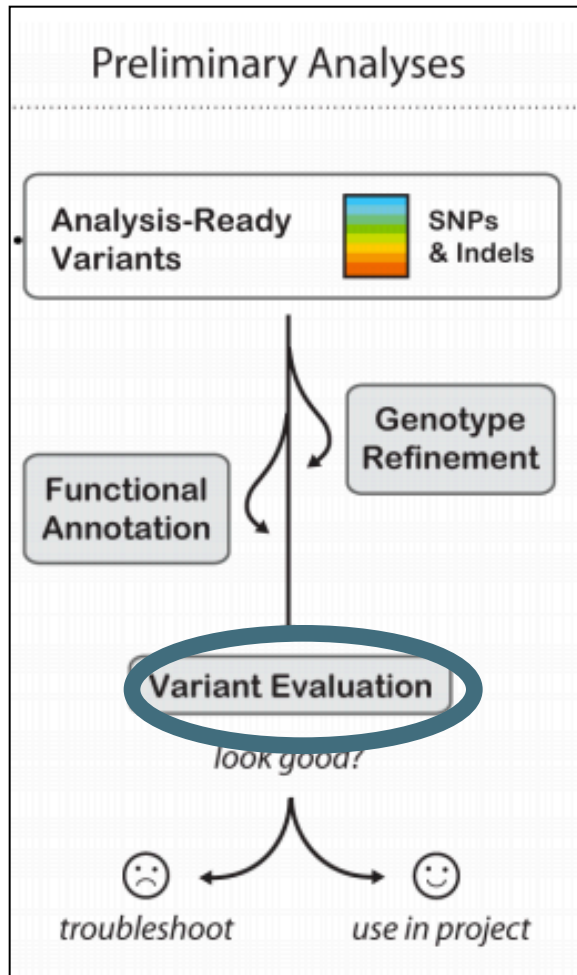 Preliminary Analyses
Analysis-Ready
Variants
SNPs
& Indels
Genotype
Refinement
Functional
Annotation
Variant Evaluation
look good?
troubleshoot
use in project